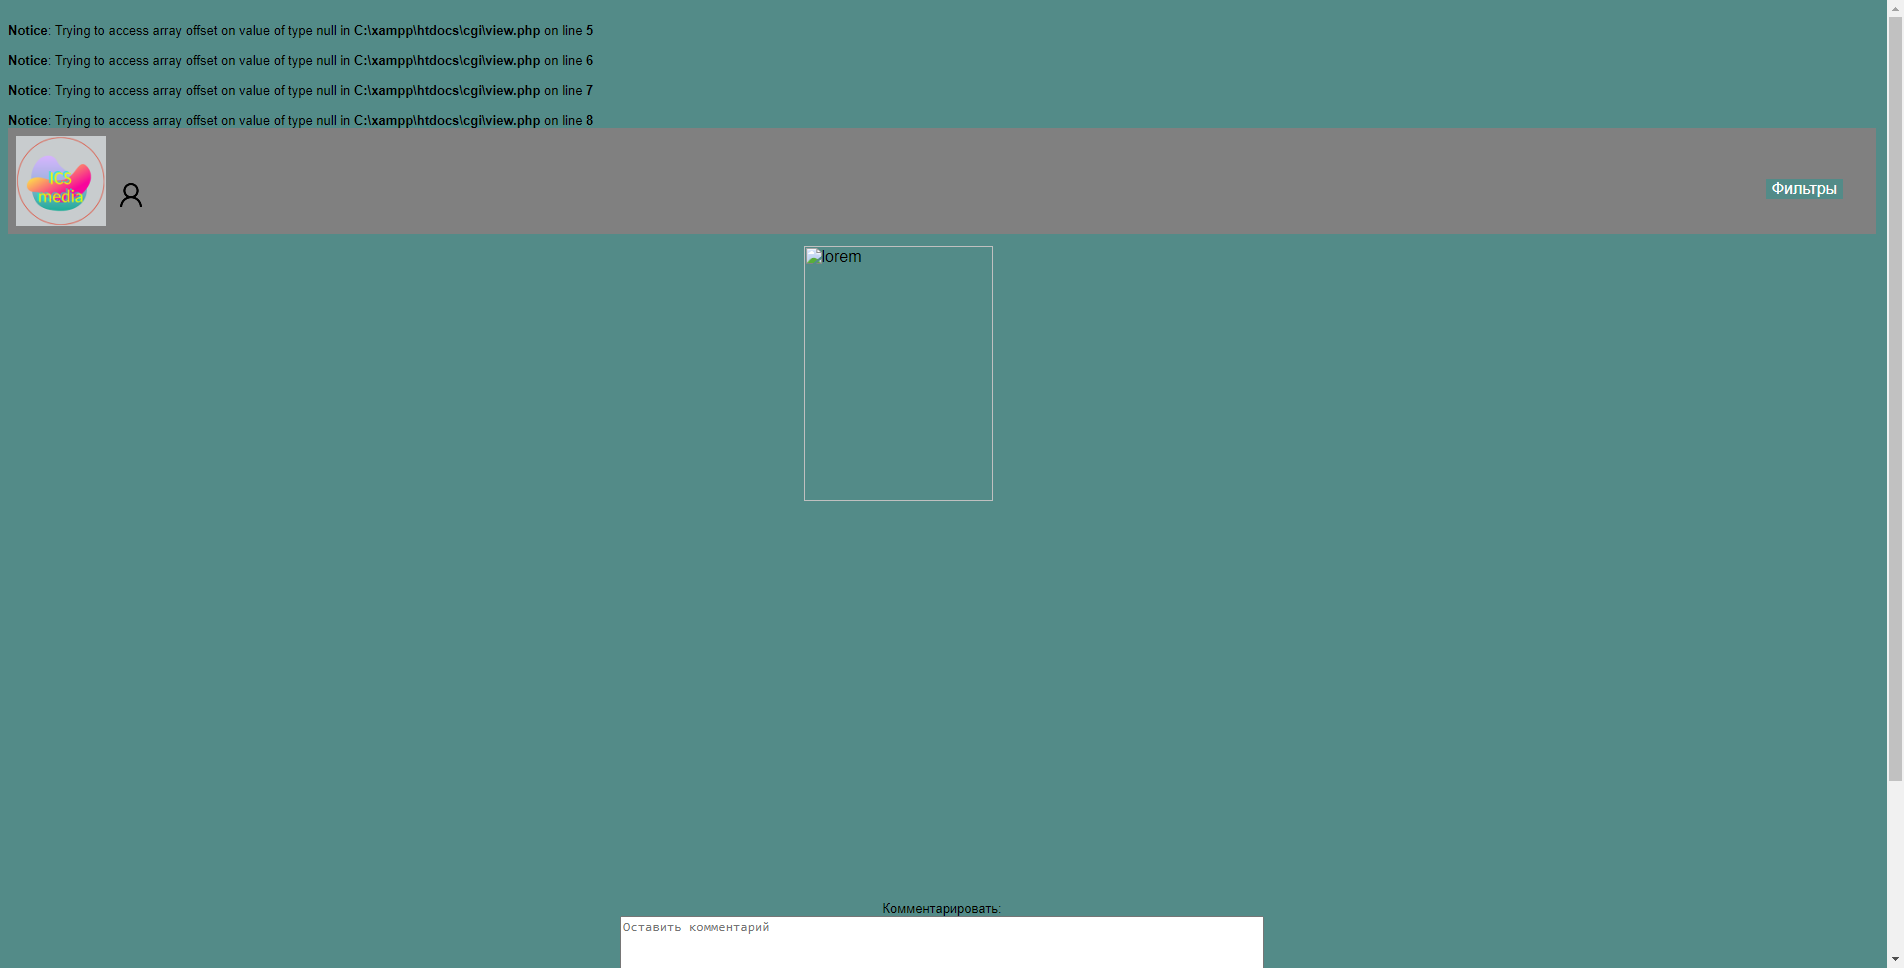 Notice: Trying to access array offset on value of type null in C:\xampp\htdocs\cgi\view.php on line 5
Notice: Trying to access array offset on value of type null in C:\xampp\htdocs\cgi\view.php on line 6
Notice: Trying to access array offset on value of type null in C:\xampp\htdocs\cgi\view.php on line 7
Notice: Trying to access array offset on value of type null in C:\xampp\htdocs\cgi\view.php on line 8
ICS
media
Фильтры
lorem
Комментарировать:
Оставить комментарий